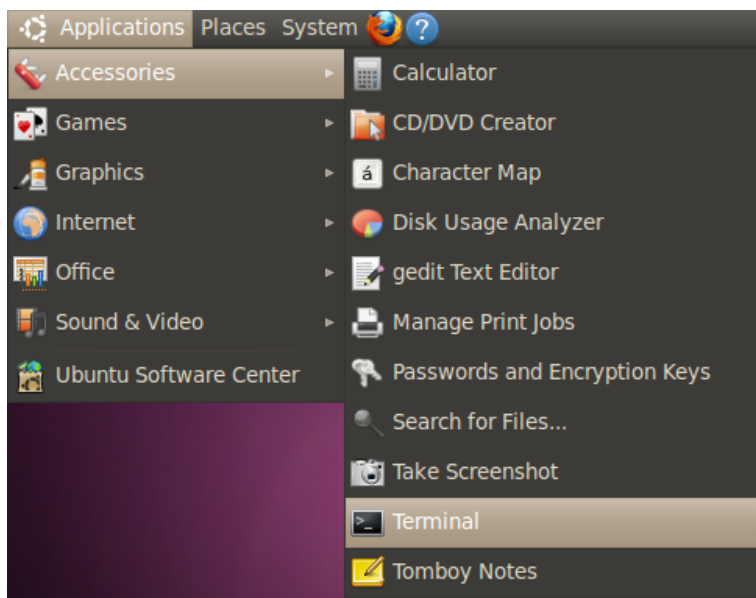 Applications Places System
Accessories
Games
Graphics
Internet
Office
Sound & Video
Ubuntu Software Center
Calculator
CD/DVD Creator
Character Map
Disk Usage Analyzer
gedit Text Editor
Manage Print Jobs
Passwords and Encryption Keys
Search for Files...
Take Screenshot
Terminal
Tomboy Notes